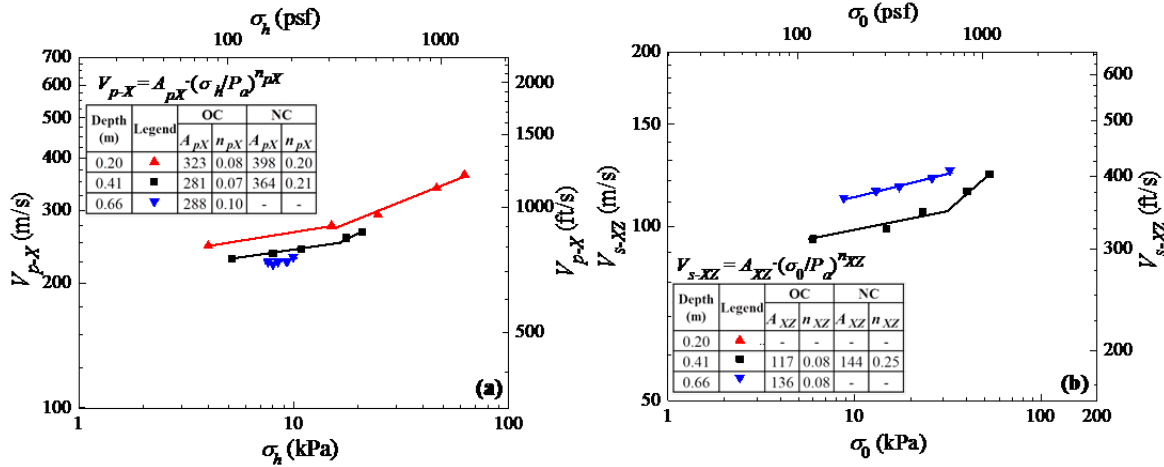 σh (psf)
100 1000
700
600
500
400
300
200
100
Vp-X (m/s)
Vp-X = ApX·(σh/Pa)^npX
Depth (m) Legend OC NC
ApX npX ApX npX
0.20 323 0.08 398 0.20
0.41 281 0.07 364 0.21
0.66 288 0.10 - -
2000
1500
1000
500
Vp-X (ft/s)
(a)
1 10 100
σh (kPa)
σ0 (psf)
100 1000
200
150
100
50
Vs-XZ (m/s)
Vs-XZ = AXZ·(σ0/Pa)^nXZ
Depth (m) Legend OC NC
AXZ nXZ AXZ nXZ
0.20 - - - -
0.41 117 0.08 144 0.25
0.66 136 0.08 - -
600
500
400
300
200
Vs-XZ (ft/s)
(b)
1 10 100 200
σ0 (kPa)